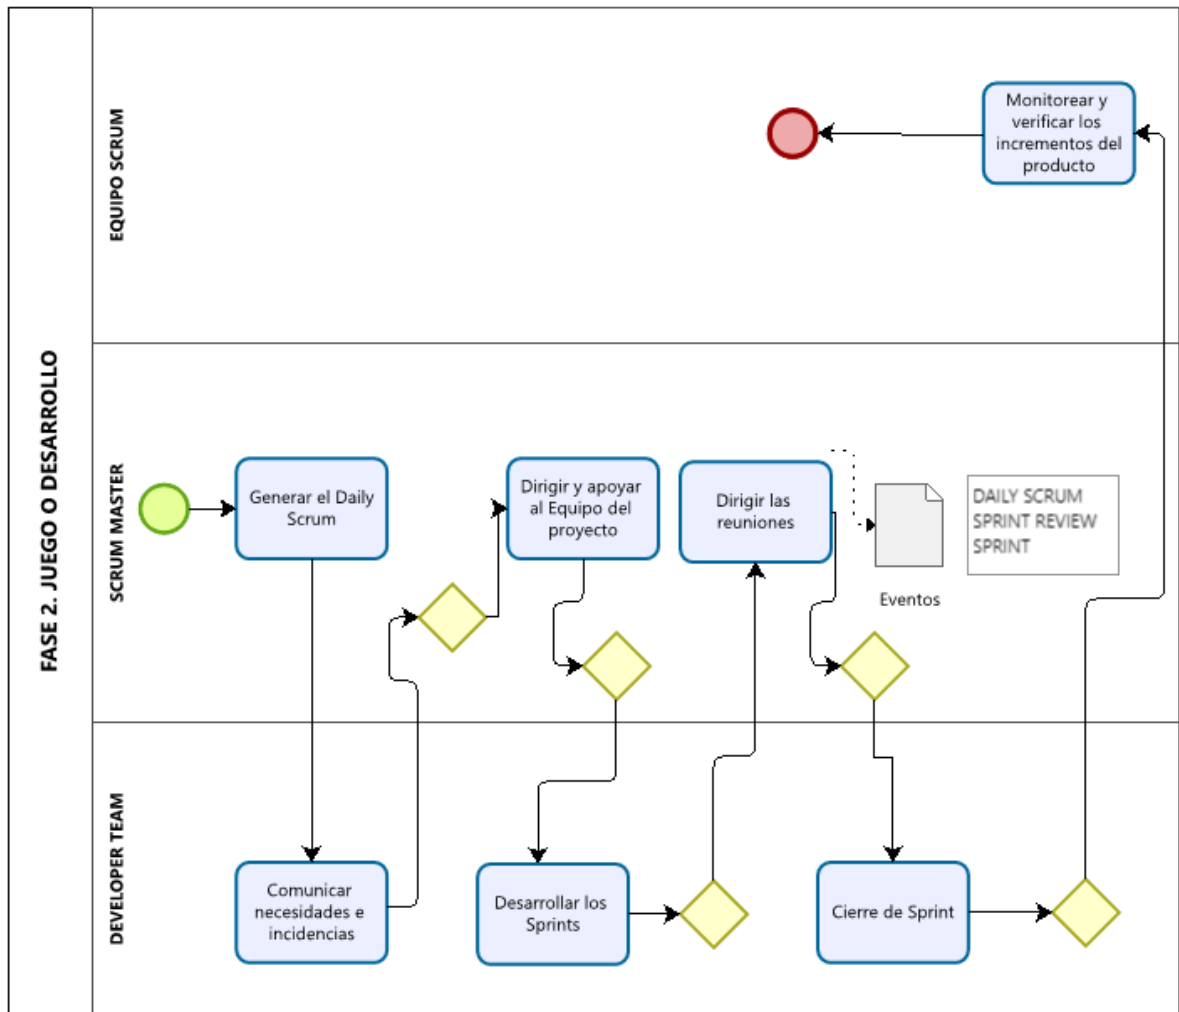 FASE 2. JUEGO O DESARROLLO
EQUIPO SCRUM
Monitorear y
verificar los
incrementos del
producto
SCRUM MASTER
Generar el Daily
Scrum
Dirigir y apoyar
al Equipo del
proyecto
Dirigir las
reuniones
Eventos
DAILY SCRUM
SPRINT REVIEW
SPRINT
DEVELOPER TEAM
Comunicar
necesidades e
incidencias
Desarrollar los
Sprints
Cierre de Sprint